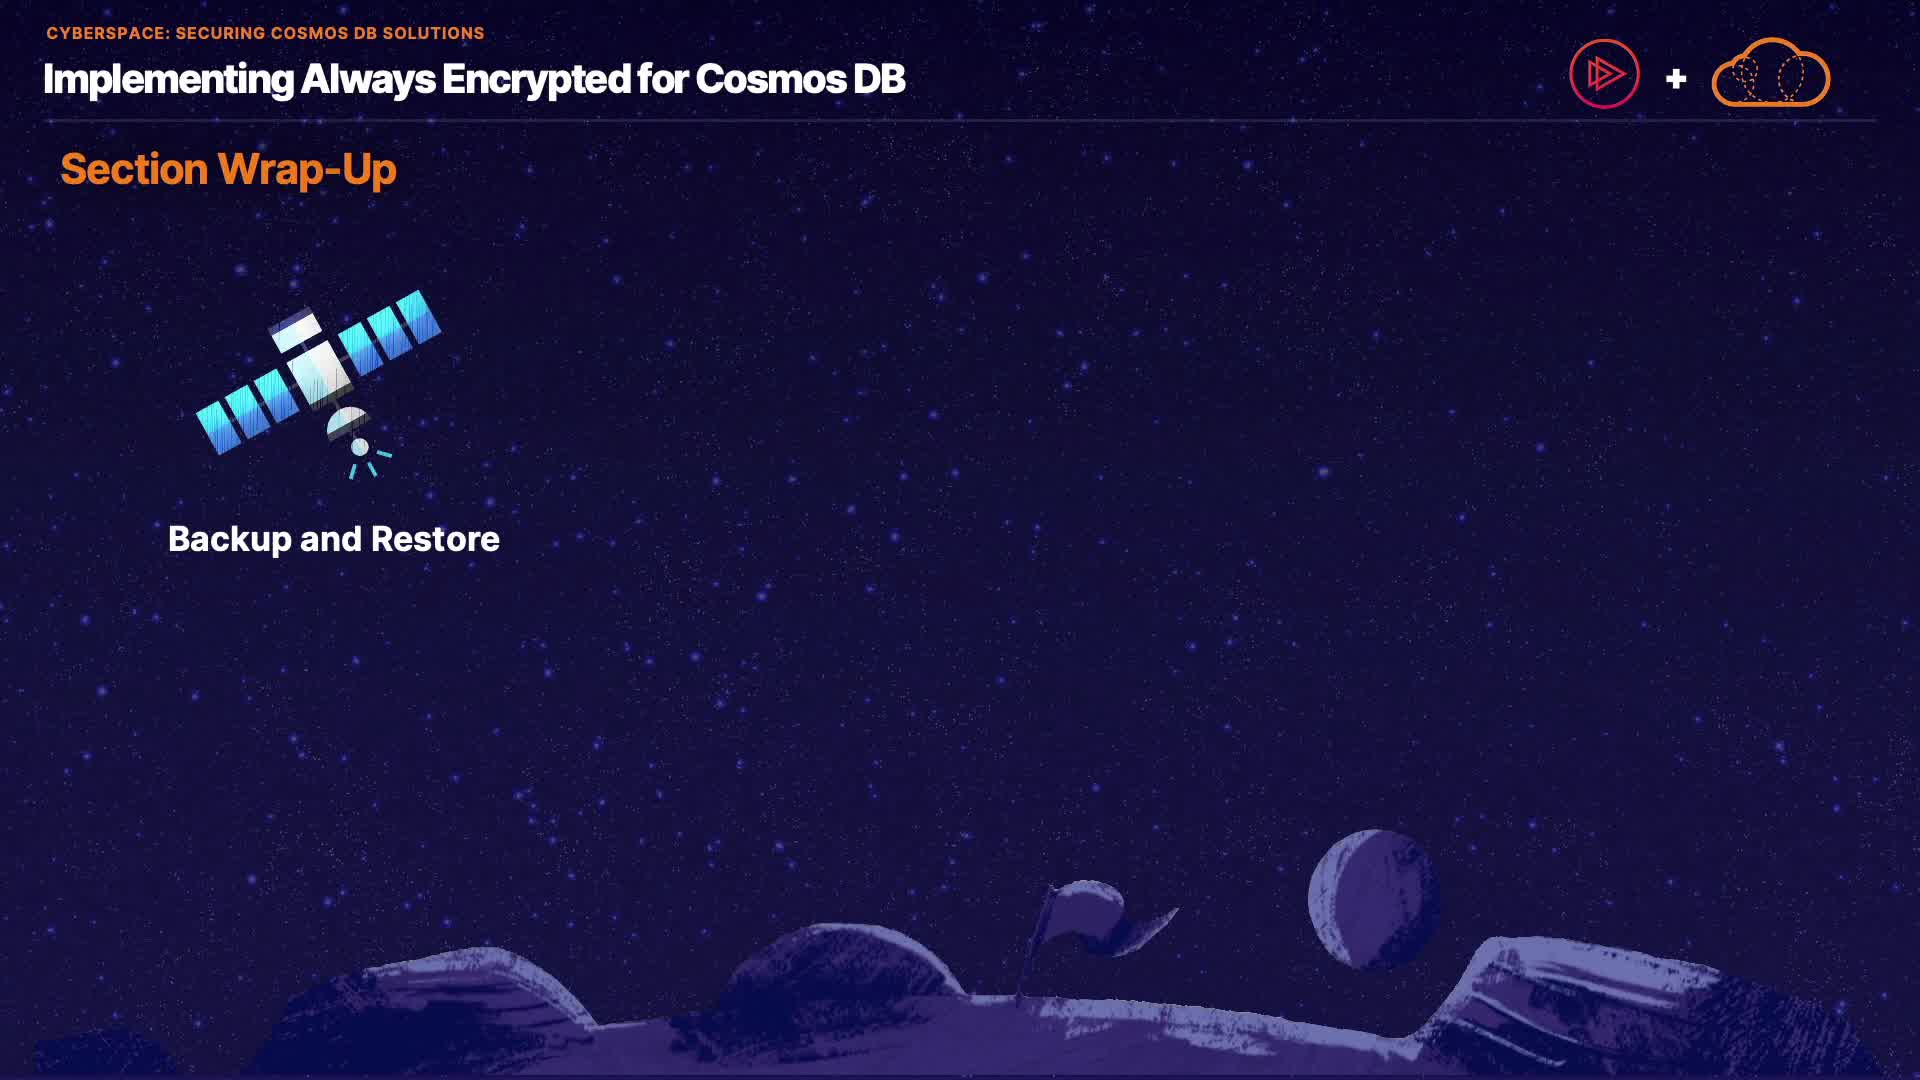 CYBERSPACE: SECURING COSMOS DB SOLUTIONS
Implementing Always Encrypted for Cosmos DB
+
Section Wrap-Up
Backup and Restore